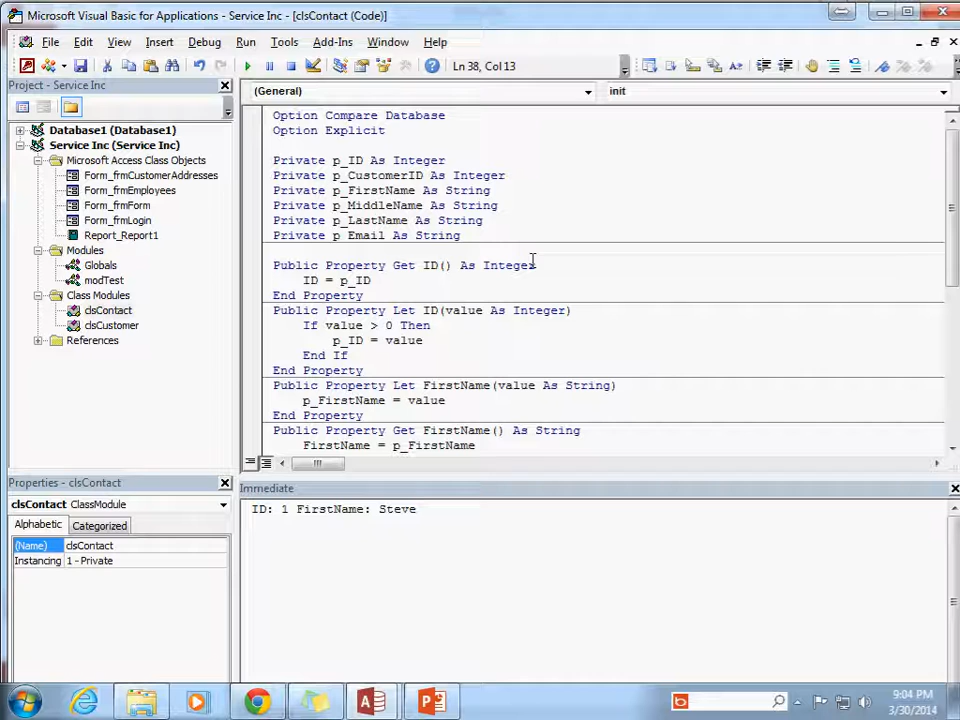 Microsoft Visual Basic for Applications - Service Inc - [clsContact (Code)]
File Edit View Insert Debug Run Tools Add-Ins Window Help
Ln 38, Col 13
Project - Service Inc
Database1 (Database1)
Service Inc (Service Inc)
Microsoft Access Class Objects
Form_frmCustomerAddresses
Form_frmEmployees
Form_frmForm
Form_frmLogin
Report_Report1
Modules
Globals
modTest
Class Modules
clsContact
clsCustomer
References
(General) init
Option Compare Database
Option Explicit
Private p_ID As Integer
Private p_CustomerID As Integer
Private p_FirstName As String
Private p_MiddleName As String
Private p_LastName As String
Private p_Email As String
Public Property Get ID() As Integer
ID = p_ID
End Property
Public Property Let ID(value As Integer)
If value > 0 Then
p_ID = value
End If
End Property
Public Property Let FirstName(value As String)
p_FirstName = value
End Property
Public Property Get FirstName() As String
FirstName = p_FirstName
Properties - clsContact
clsContact ClassModule
Alphabetic Categorized
(Name) clsContact
Instancing 1 - Private
Immediate
ID: 1 FirstName: Steve
9:04 PM
3/30/2014